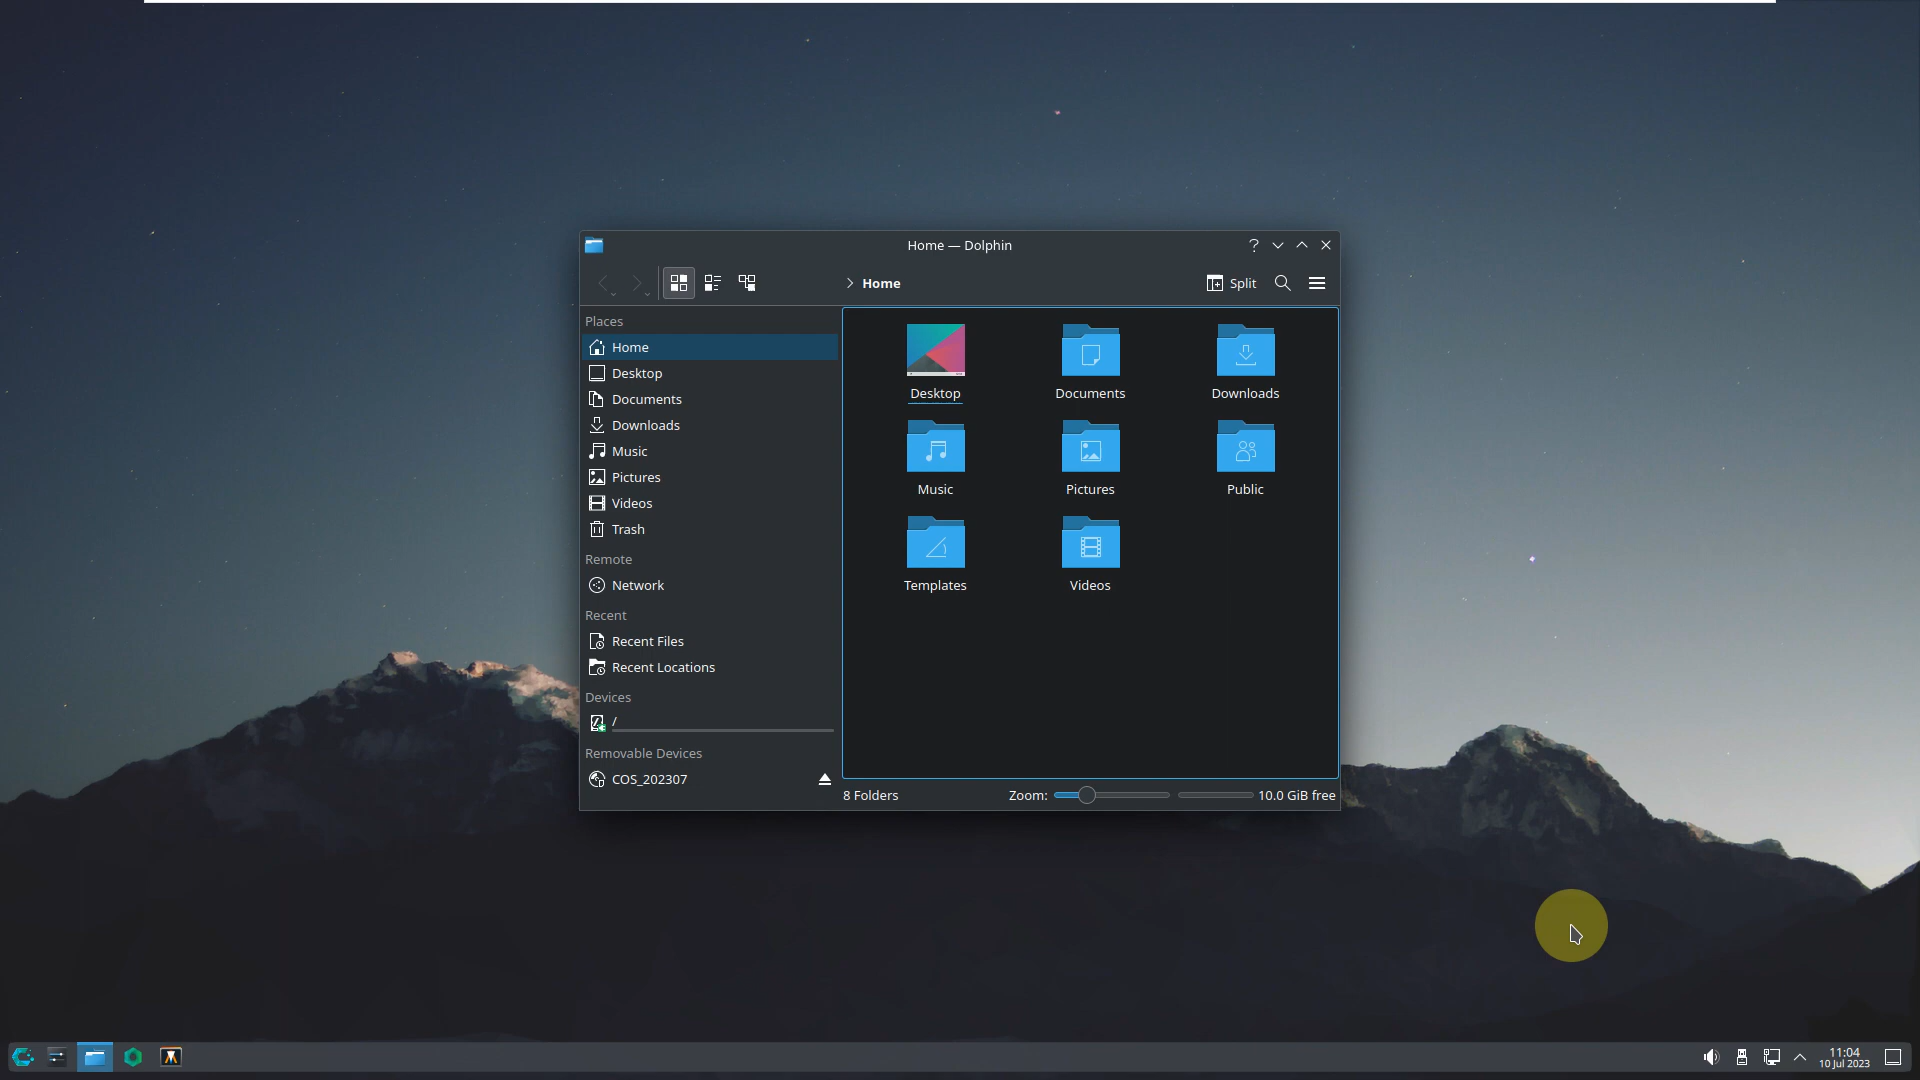 Home — Dolphin
Home
Split
Places
Home
Desktop
Documents
Downloads
Music
Pictures
Videos
Trash
Remote
Network
Recent
Recent Files
Recent Locations
Devices
/
Removable Devices
COS_202307
Desktop
Documents
Downloads
Music
Pictures
Public
Templates
Videos
8 Folders
Zoom:
10.0 GiB free
11:04
10 Jul 2023